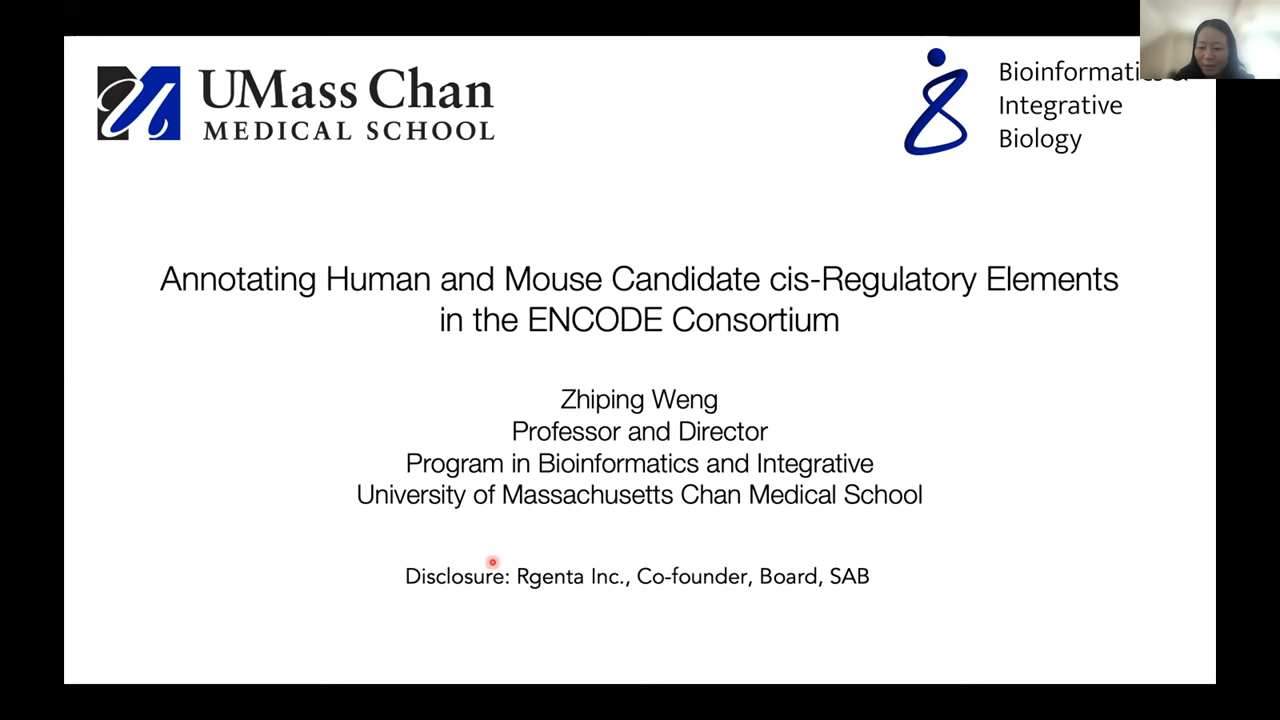 UMass Chan
MEDICAL SCHOOL
Bioinformatics
Integrative
Biology
Annotating Human and Mouse Candidate cis-Regulatory Elements
in the ENCODE Consortium
Zhiping Weng
Professor and Director
Program in Bioinformatics and Integrative
University of Massachusetts Chan Medical School
Disclosure: Rgenta Inc., Co-founder, Board, SAB